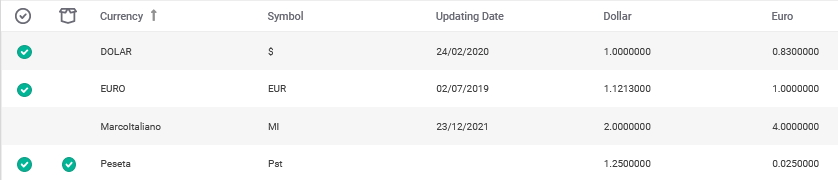 Currency Symbol Updating Date Dollar Euro
DOLAR $ 24/02/2020 1.0000000 0.8300000
EURO EUR 02/07/2019 1.1213000 1.0000000
MarcoItaliano MI 23/12/2021 2.0000000 4.0000000
Peseta Pst 1.2500000 0.0250000